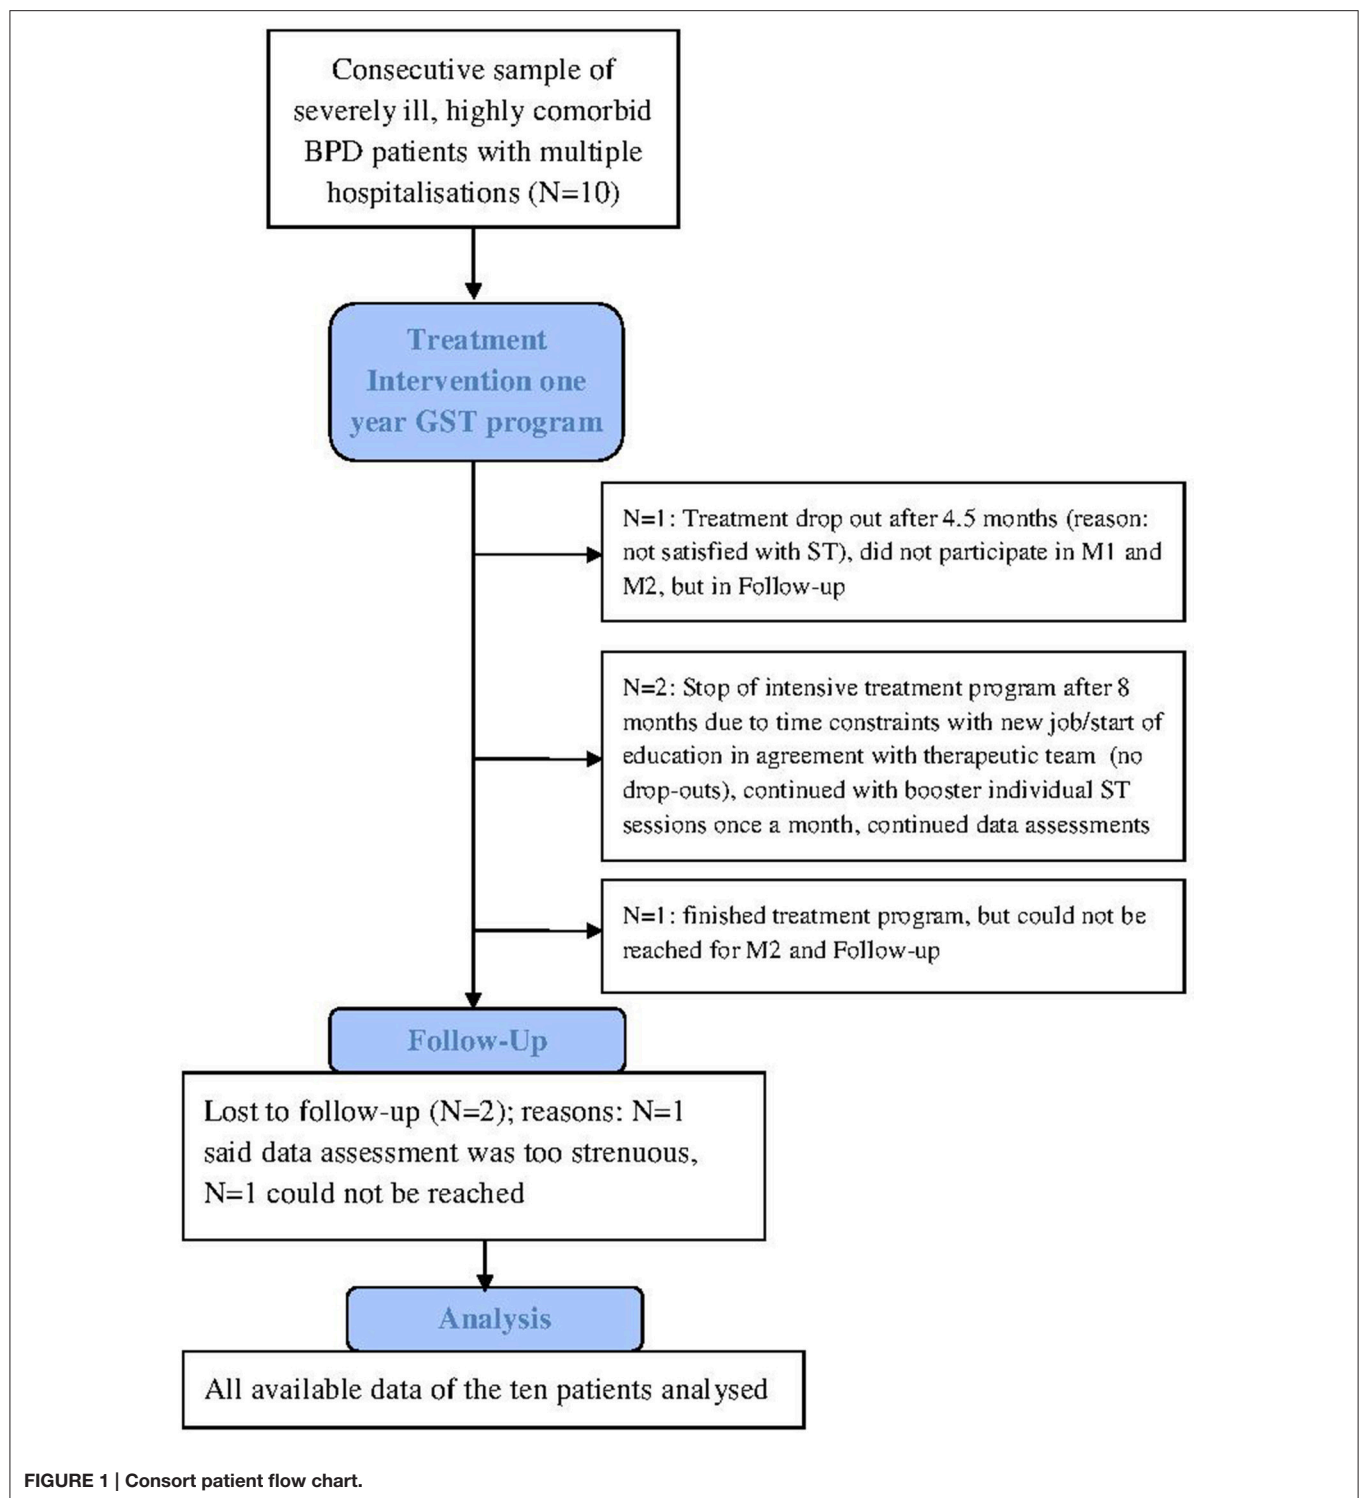 Consecutive sample of
severely ill, highly comorbid
BPD patients with multiple
hospitalisations (N=10)
Treatment
Intervention one
year GST program
N=1: Treatment drop out after 4.5 months (reason:
not satisfied with ST), did not participate in M1 and
M2, but in Follow-up
N=2: Stop of intensive treatment program after 8
months due to time constraints with new job/start of
education in agreement with therapeutic team (no
drop-outs), continued with booster individual ST
sessions once a month, continued data assessments
N=1: finished treatment program, but could not be
reached for M2 and Follow-up
Follow-Up
Lost to follow-up (N=2); reasons: N=1
said data assessment was too strenuous,
N=1 could not be reached
Analysis
All available data of the ten patients analysed
FIGURE 1 | Consort patient flow chart.